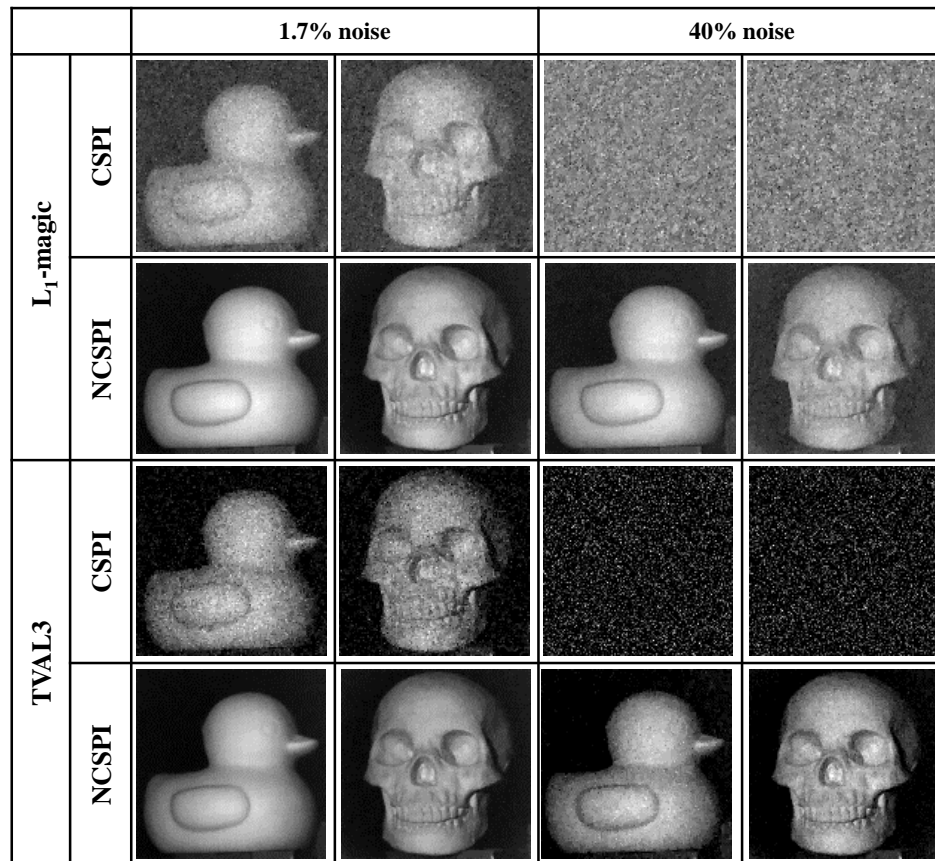 1.7% noise
40% noise
L₁-magic
CSPI
NCSPI
TVAL3
CSPI
NCSPI